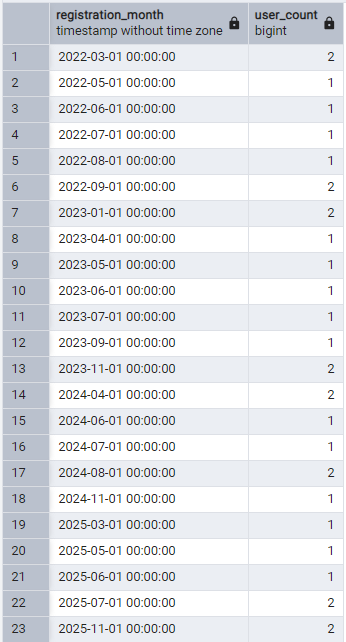 registration_month user_count
timestamp without time zone bigint
1 2022-03-01 00:00:00 2
2 2022-05-01 00:00:00 1
3 2022-06-01 00:00:00 1
4 2022-07-01 00:00:00 1
5 2022-08-01 00:00:00 1
6 2022-09-01 00:00:00 2
7 2023-01-01 00:00:00 2
8 2023-04-01 00:00:00 1
9 2023-05-01 00:00:00 1
10 2023-06-01 00:00:00 1
11 2023-07-01 00:00:00 1
12 2023-09-01 00:00:00 1
13 2023-11-01 00:00:00 2
14 2024-04-01 00:00:00 2
15 2024-06-01 00:00:00 1
16 2024-07-01 00:00:00 1
17 2024-08-01 00:00:00 2
18 2024-11-01 00:00:00 1
19 2025-03-01 00:00:00 1
20 2025-05-01 00:00:00 1
21 2025-06-01 00:00:00 1
22 2025-07-01 00:00:00 2
23 2025-11-01 00:00:00 2